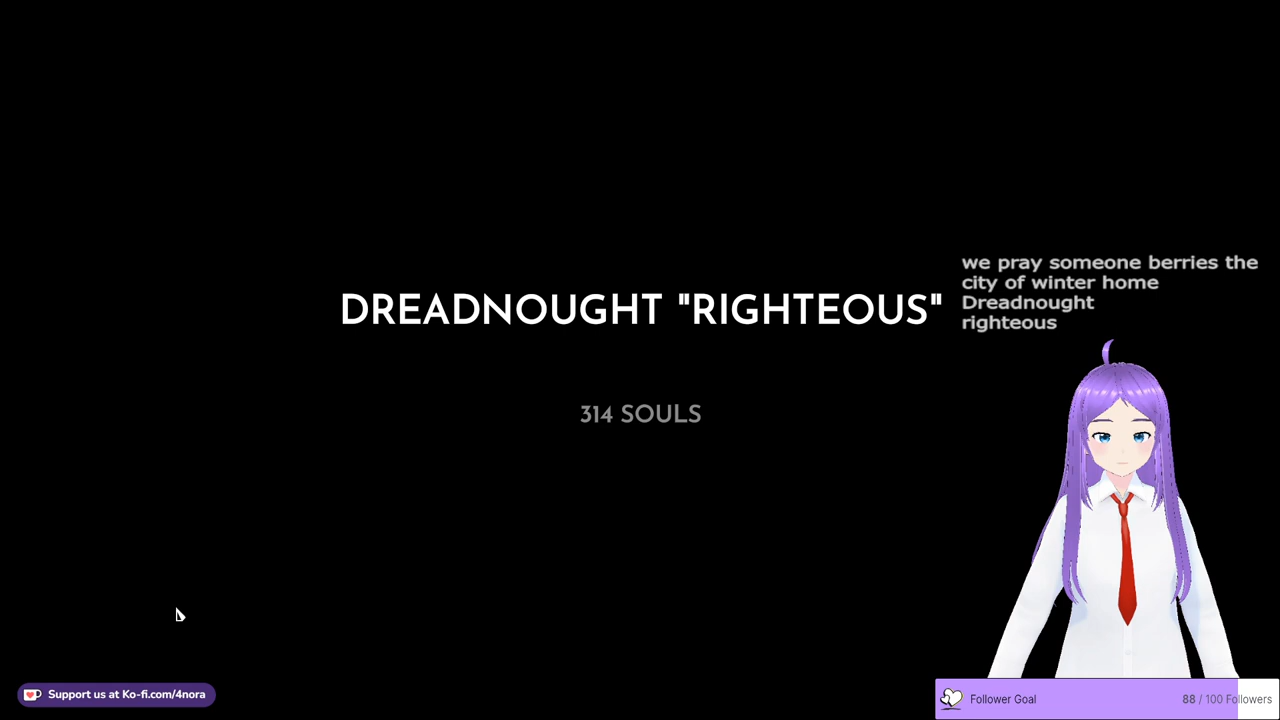 we pray someone berries the
city of winter home
Dreadnought
righteous
DREADNOUGHT "RIGHTEOUS"
314 SOULS
Support us at Ko-fi.com/4nora
Follower Goal
88 / 100 Followers